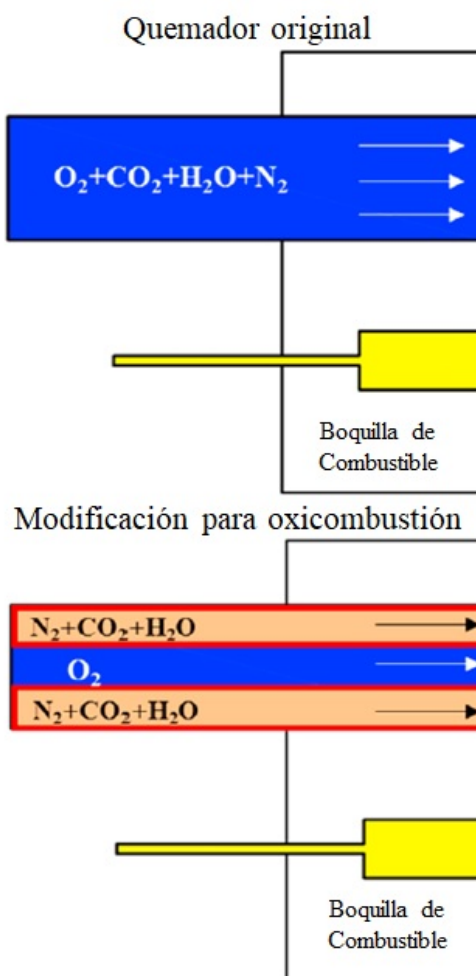 Quemador original
O₂+CO₂+H₂O+N₂
Boquilla de
Combustible
Modificación para oxicombustión
N₂+CO₂+H₂O
O₂
N₂+CO₂+H₂O
Boquilla de
Combustible